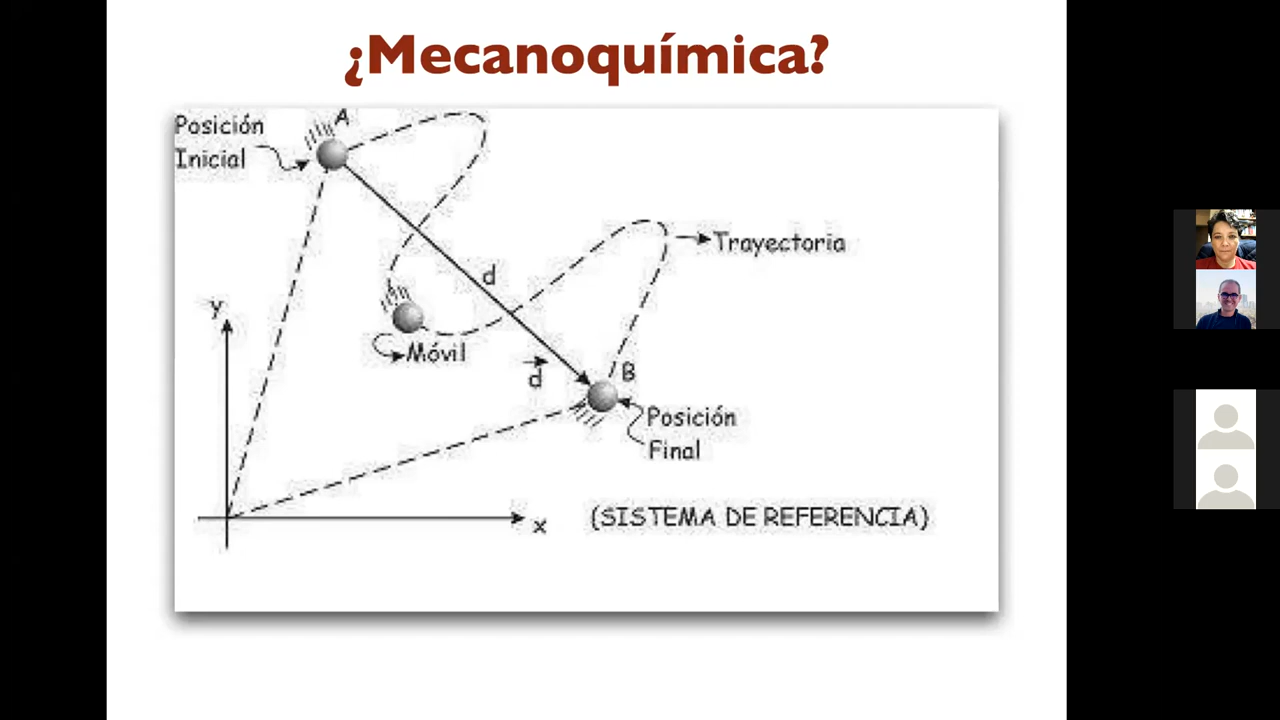 ¿Mecanoquímica?
Posición
Inicial
A
Trayectoria
d
y
Móvil
d
B
Posición
Final
x
(SISTEMA DE REFERENCIA)